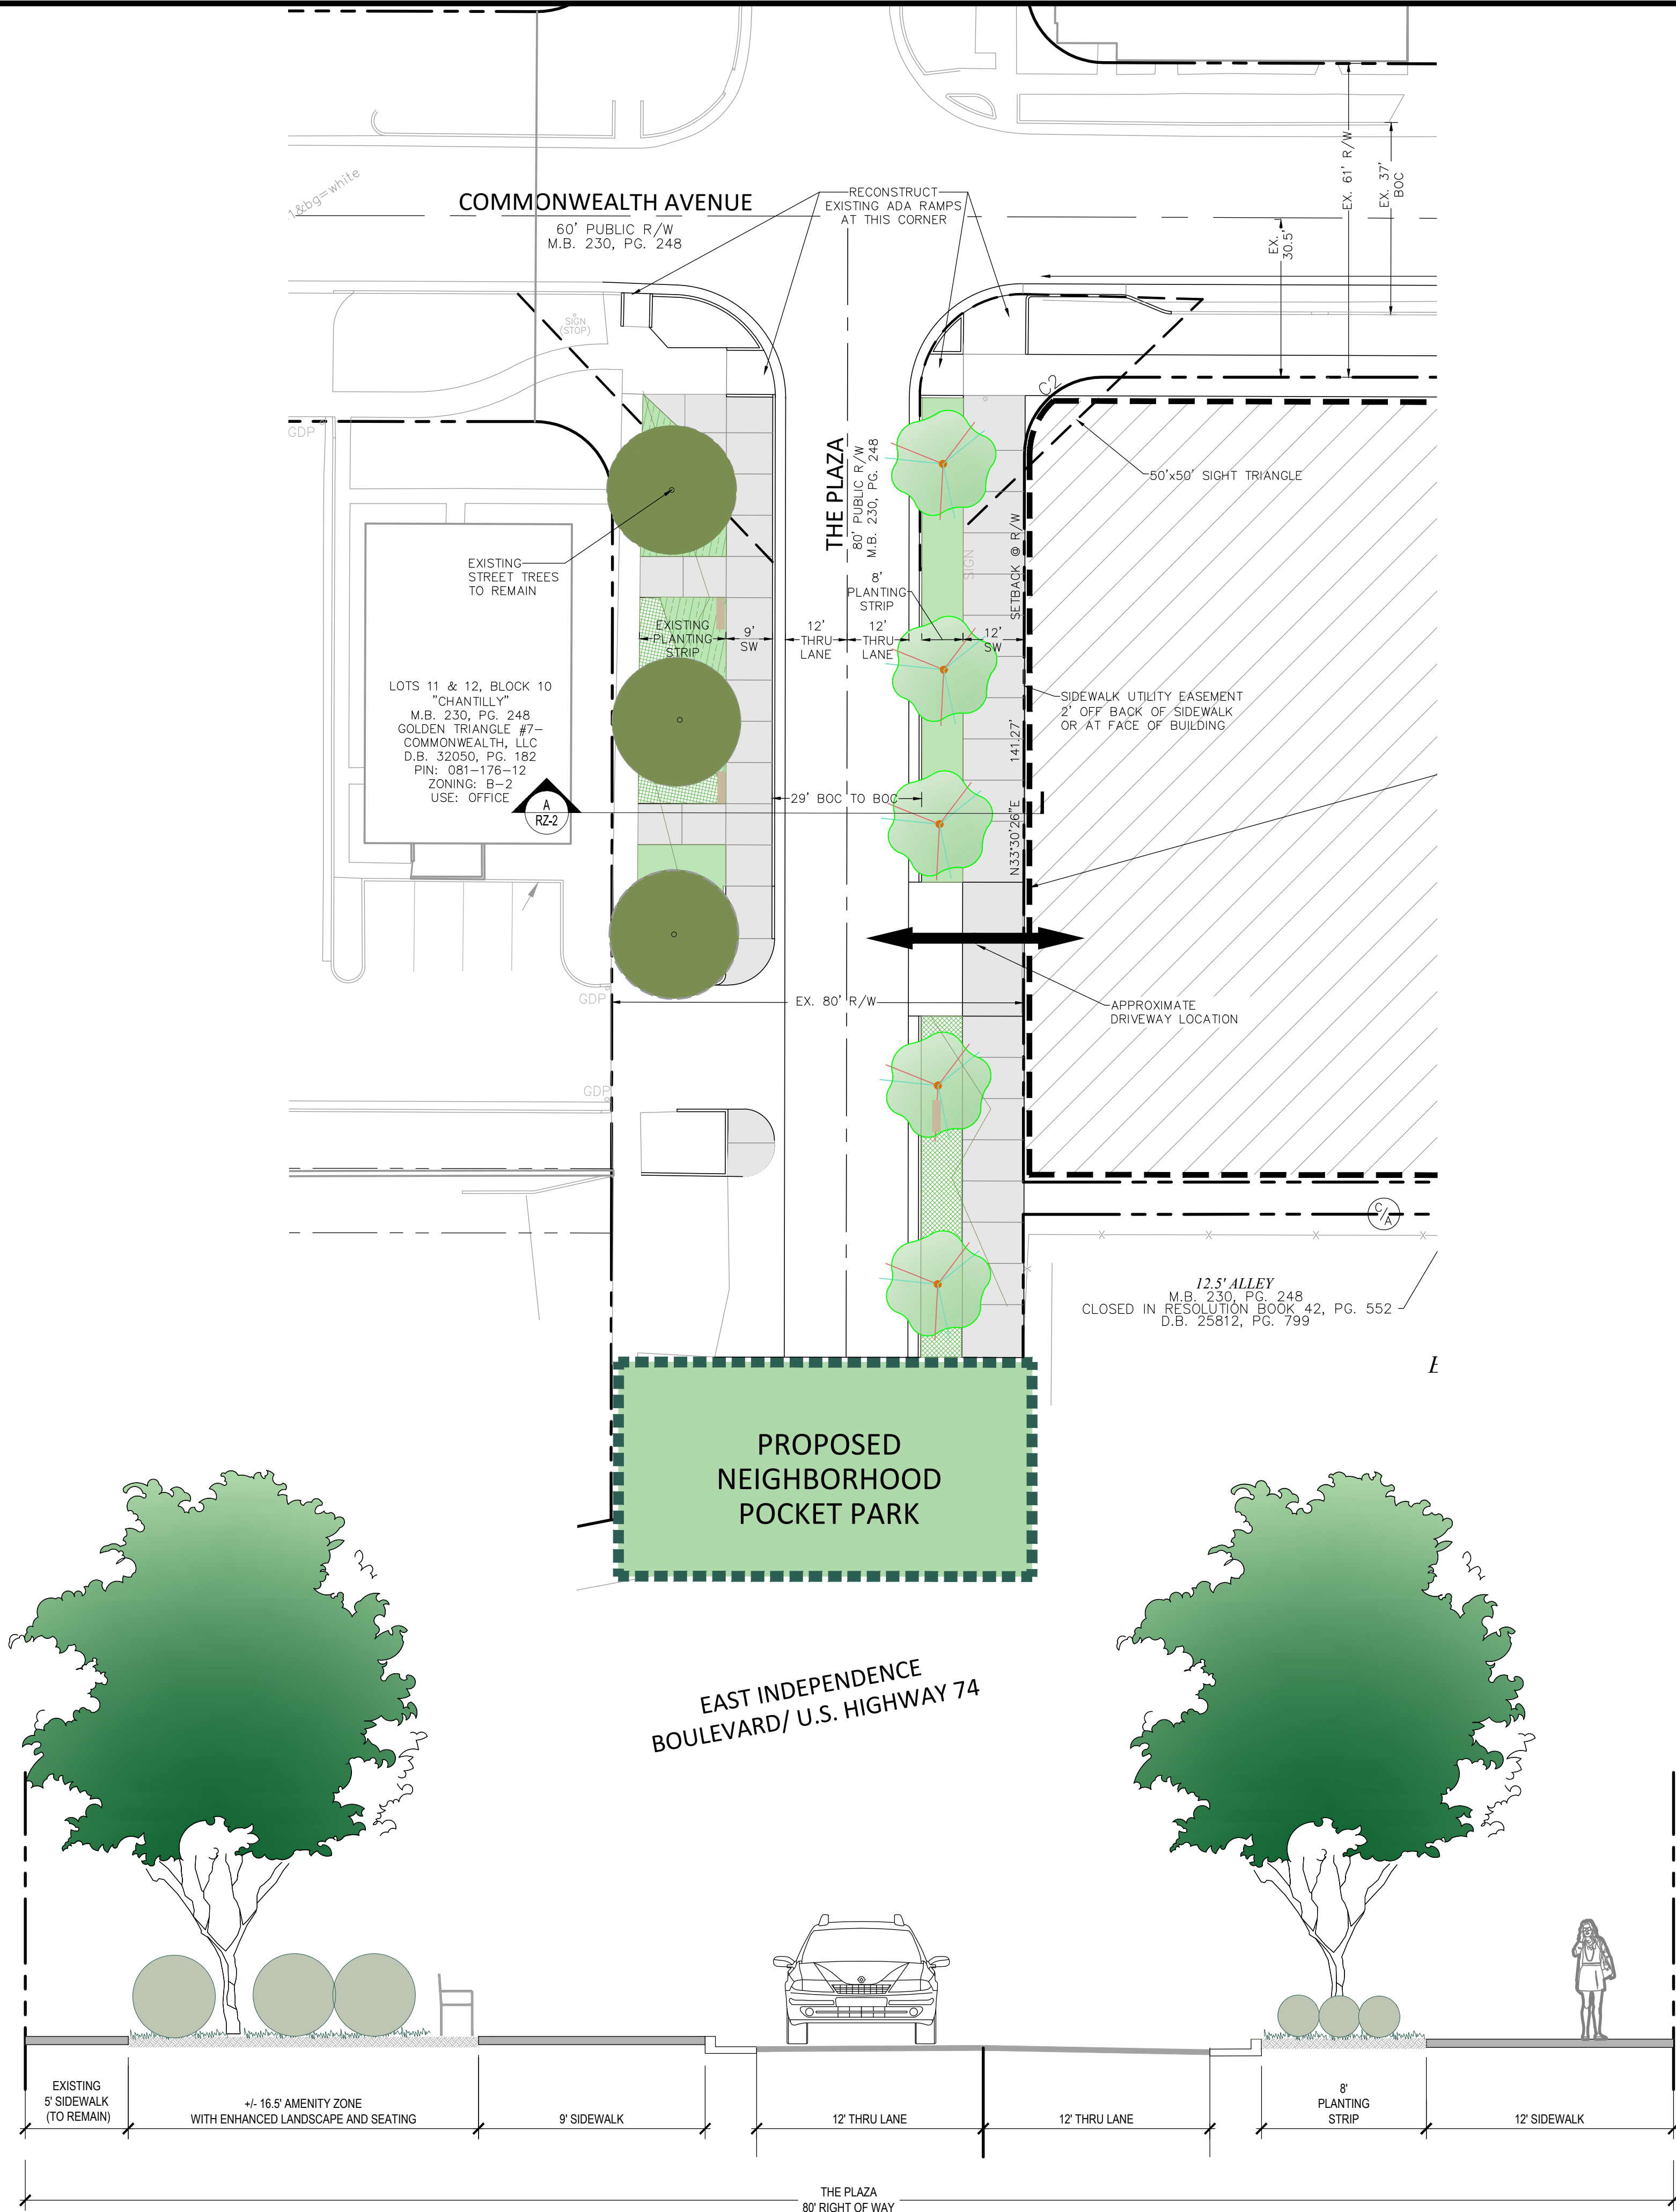 1&bg=white
COMMONWEALTH AVENUE
60' PUBLIC R/W
M.B. 230, PG. 248
RECONSTRUCT
EXISTING ADA RAMPS
AT THIS CORNER
EX. 61' R/W
EX. 37'
BOC
EX.
30.5'
SIGN
(STOP)
C2
GDP
THE PLAZA
80' PUBLIC R/W
M.B. 230, PG. 248
50'x50' SIGHT TRIANGLE
SETBACK @ R/W
SIGN
EXISTING
STREET TREES
TO REMAIN
8'
PLANTING
STRIP
EXISTING
PLANTING
STRIP
9'
SW
12'
THRU
LANE
12'
THRU
LANE
12'
SW
LOTS 11 & 12, BLOCK 10
"CHANTILLY"
M.B. 230, PG. 248
GOLDEN TRIANGLE #7-
COMMONWEALTH, LLC
D.B. 32050, PG. 182
PIN: 081-176-12
ZONING: B-2
USE: OFFICE
A
RZ-2
SIDEWALK UTILITY EASEMENT
2' OFF BACK OF SIDEWALK
OR AT FACE OF BUILDING
141.27'
N33°30'26"E
29' BOC TO BOC
GDP
EX. 80' R/W
APPROXIMATE
DRIVEWAY LOCATION
GDP
C/A
12.5' ALLEY
M.B. 230, PG. 248
CLOSED IN RESOLUTION BOOK 42, PG. 552
D.B. 25812, PG. 799
PROPOSED
NEIGHBORHOOD
POCKET PARK
EAST INDEPENDENCE
BOULEVARD/ U.S. HIGHWAY 74
EXISTING
5' SIDEWALK
(TO REMAIN)
+/- 16.5' AMENITY ZONE
WITH ENHANCED LANDSCAPE AND SEATING
9' SIDEWALK
12' THRU LANE
12' THRU LANE
8'
PLANTING
STRIP
12' SIDEWALK
THE PLAZA
80' RIGHT OF WAY